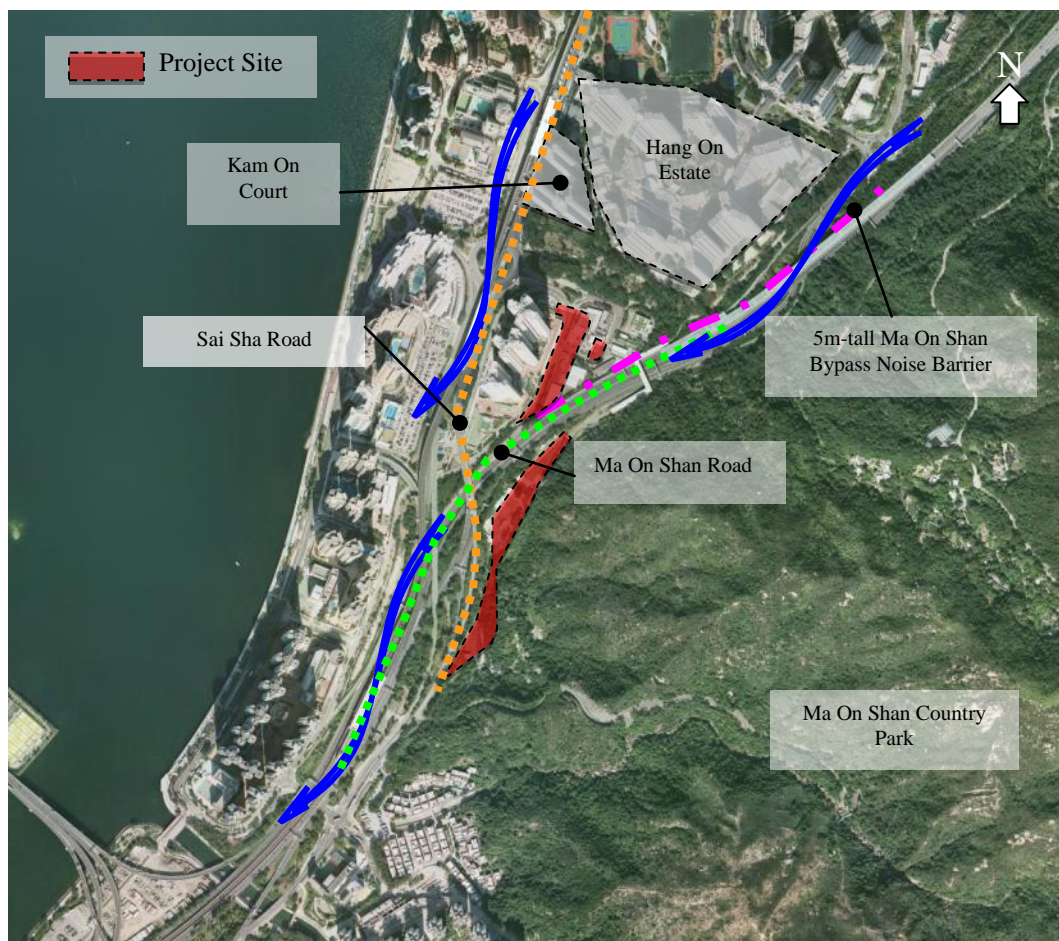 Project Site
N
Kam On
Court
Hang On
Estate
Sai Sha Road
5m-tall Ma On Shan
Bypass Noise Barrier
Ma On Shan Road
Ma On Shan Country
Park